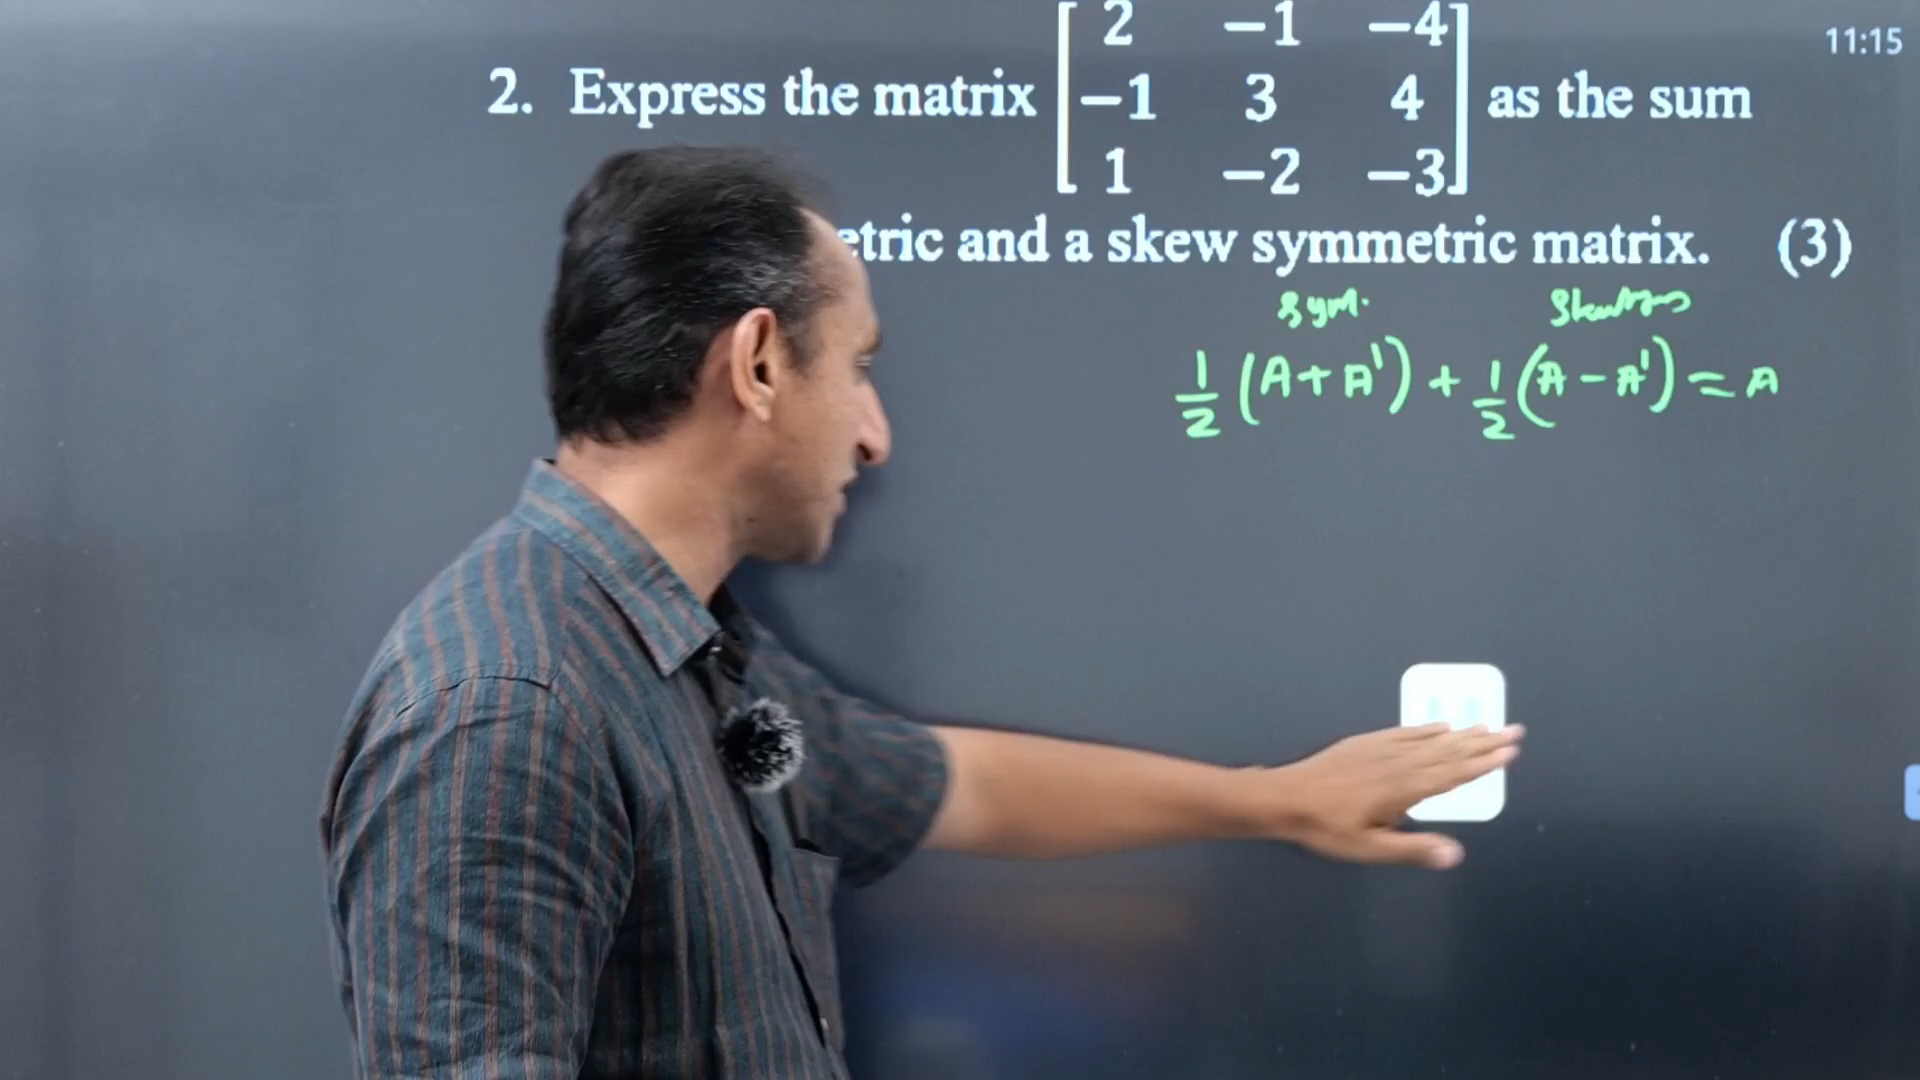 11:15
2. Express the matrix [2 −1 −4; −1 3 4; 1 −2 −3] as the sum
etric and a skew symmetric matrix. (3)
Sym.
1/2 (A + A') + 1/2 (A − A') = A